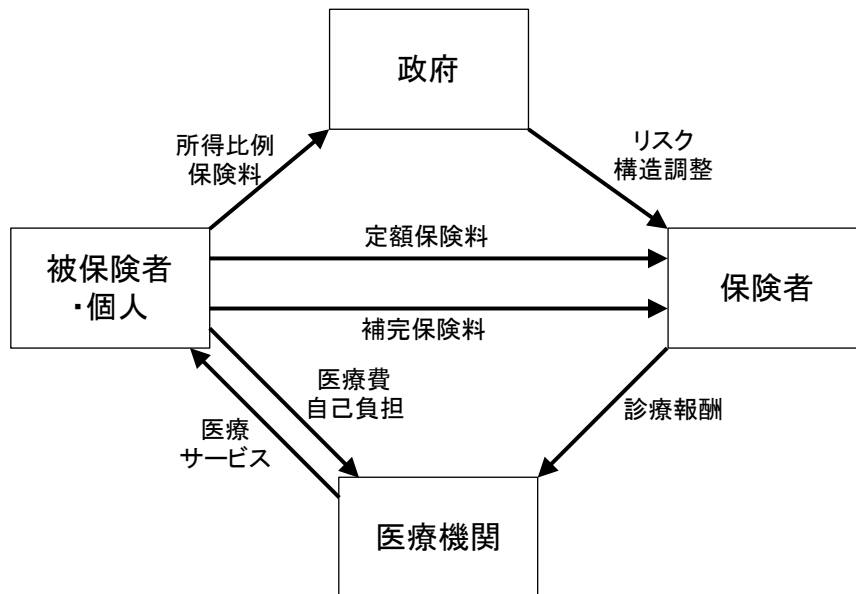 政府
所得比例
保険料
リスク
構造調整
定額保険料
被保険者
・個人
保険者
補完保険料
医療費
自己負担
診療報酬
医療
サービス
医療機関